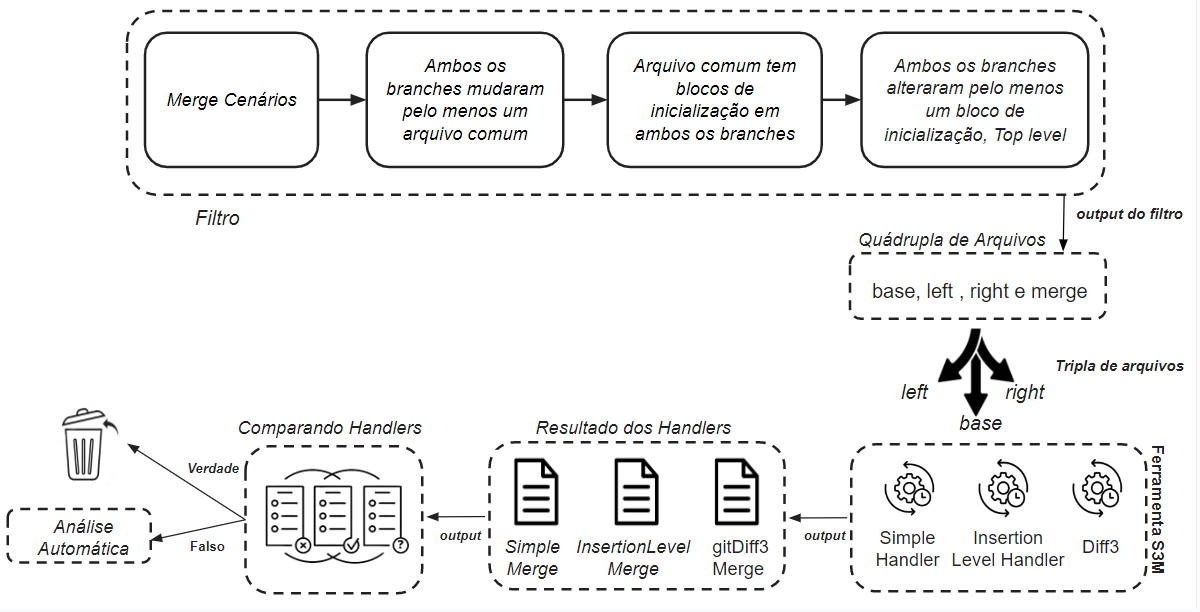 Merge Cenários
Ambos os
branches mudaram
pelo menos um
arquivo comum
Arquivo comum tem
blocos de
inicialização em
ambos os branches
Ambos os branches
alteraram pelo menos
um bloco de
inicialização, Top level
Filtro
output do filtro
Quádrupla de Arquivos
base, left , right e merge
Tripla de arquivos
left
right
base
Ferramenta S3M
Simple
Handler
Insertion
Level Handler
Diff3
output
Resultado dos Handlers
Simple
Merge
InsertionLevel
Merge
gitDiff3
Merge
output
Comparando Handlers
Verdade
Falso
Análise
Automática